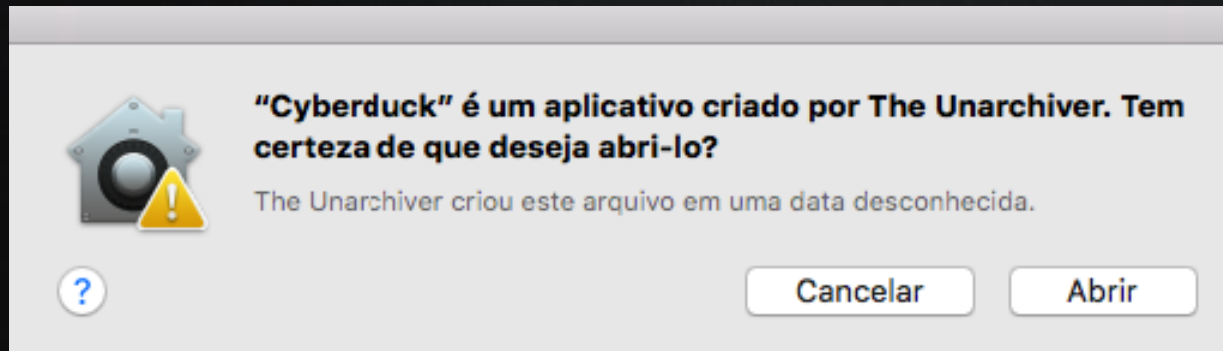 “Cyberduck” é um aplicativo criado por The Unarchiver. Tem
certeza de que deseja abri-lo?
The Unarchiver criou este arquivo em uma data desconhecida.
?
Cancelar
Abrir